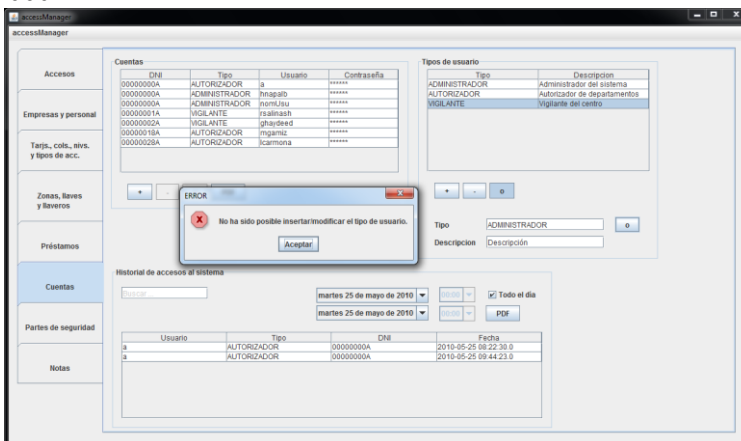 accessManager
accessManager
Accesos
Empresas y personal
Tarjs., cols., nivs.
y tipos de acc.
Zonas, llaves
y llaveros
Préstamos
Cuentas
Partes de seguridad
Notas
Cuentas
DNI Tipo Usuario Contraseña
00000000A AUTORIZADOR a ******
00000000A ADMINISTRADOR hnapalb ******
00000000A ADMINISTRADOR nomUsu ******
00000001A VIGILANTE rsalinash ******
00000002A VIGILANTE ghaydeed ******
00000018A AUTORIZADOR mgamiz ******
00000028A AUTORIZADOR lcarmona ******
+ -
Tipos de usuario
Tipo Descripcion
ADMINISTRADOR Administrador del sistema
AUTORIZADOR Autorizador de departamentos
VIGILANTE Vigilante del centro
+ - o
Tipo ADMINISTRADOR o
Descripcion Descripción
ERROR
No ha sido posible insertar/modificar el tipo de usuario.
Aceptar
Historial de accesos al sistema
Buscar...
martes 25 de mayo de 2010 08:00 Todo el día
martes 25 de mayo de 2010 08:00 PDF
Usuario Tipo DNI Fecha
a AUTORIZADOR 00000000A 2010-05-25 08:22:30.0
a AUTORIZADOR 00000000A 2010-05-25 09:44:23.0